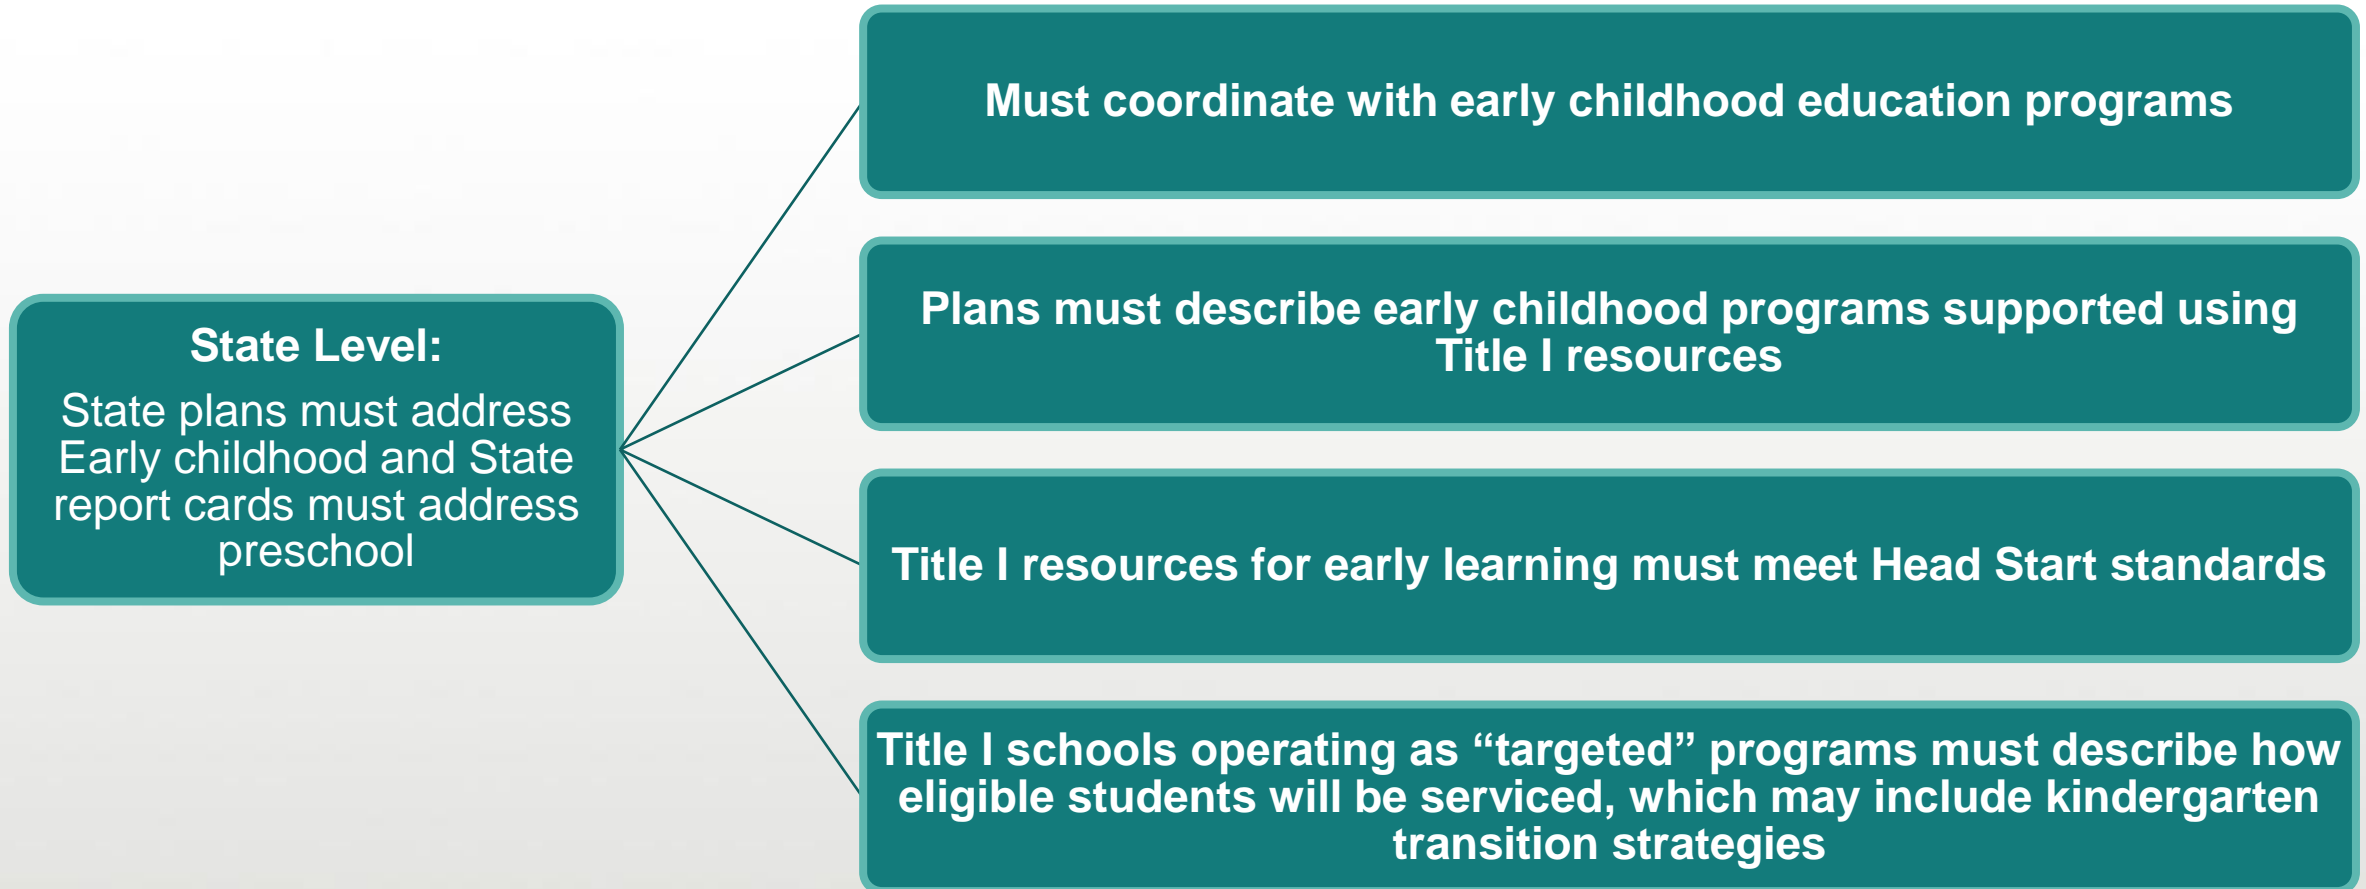 State Level:
State plans must address
Early childhood and State
report cards must address
preschool
Must coordinate with early childhood education programs
Plans must describe early childhood programs supported using
Title I resources
Title I resources for early learning must meet Head Start standards
Title I schools operating as “targeted” programs must describe how
eligible students will be serviced, which may include kindergarten
transition strategies